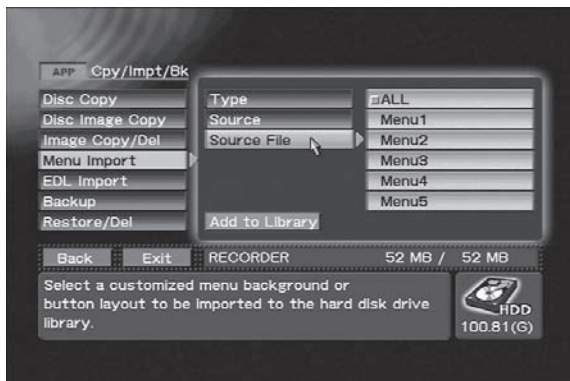 APP Cpy/Impt/Bk
Disc Copy
Disc Image Copy
Image Copy/Del
Menu Import
EDL Import
Backup
Restore/Del
Type
Source
Source File
Add to Library
ALL
Menu1
Menu2
Menu3
Menu4
Menu5
Back Exit RECORDER 52 MB / 52 MB
Select a customized menu background or
button layout to be imported to the hard disk drive
library.
HDD
100.81(G)